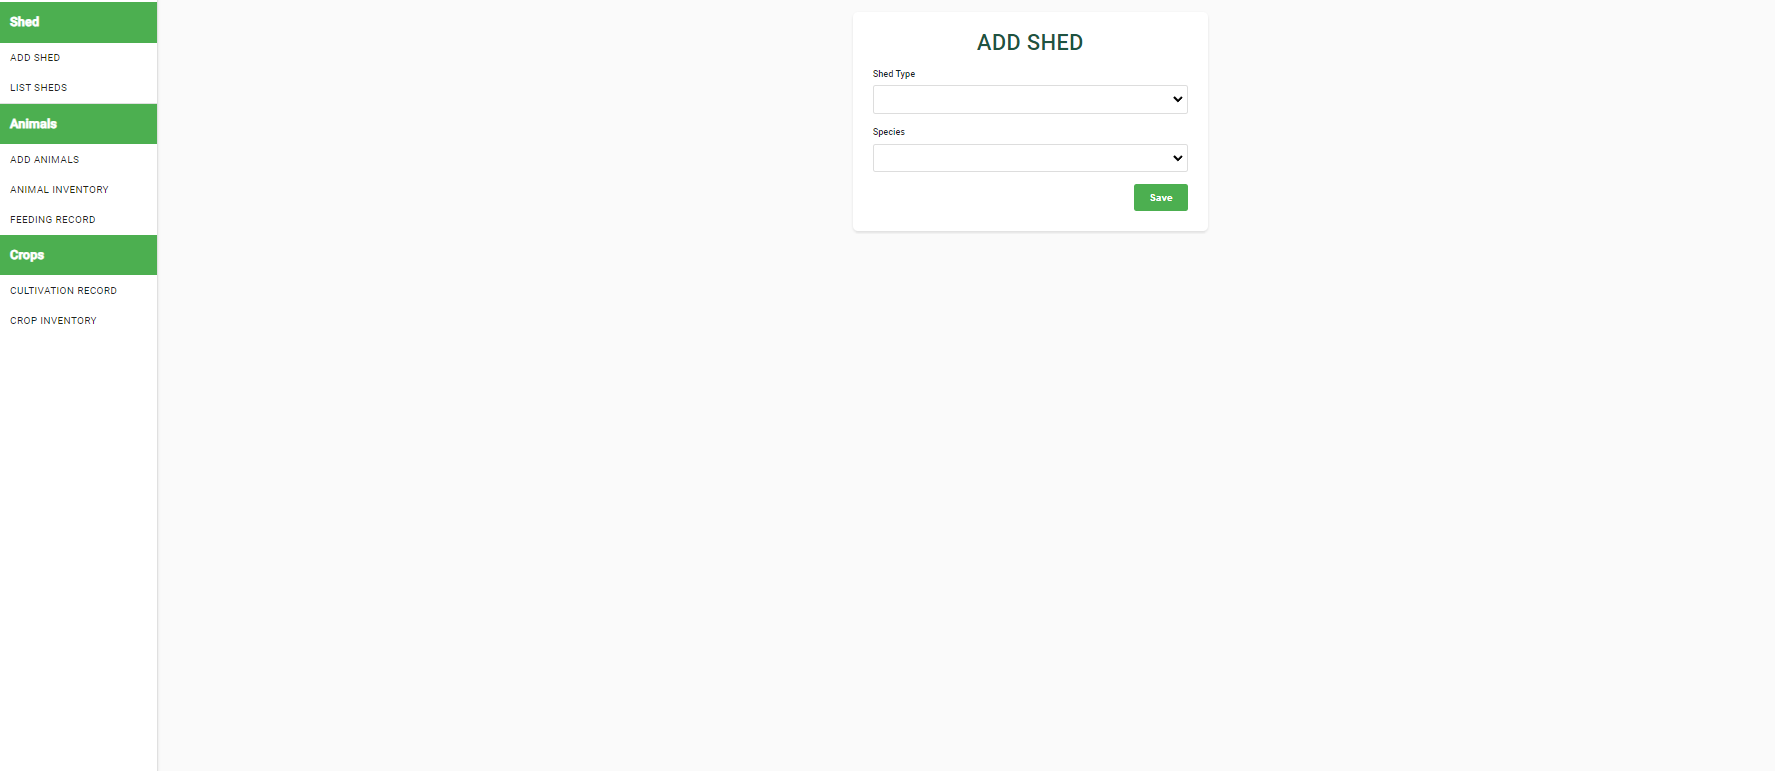 Shed
ADD SHED
LIST SHEDS
Animals
ADD ANIMALS
ANIMAL INVENTORY
FEEDING RECORD
Crops
CULTIVATION RECORD
CROP INVENTORY
ADD SHED
Shed Type
Species
Save